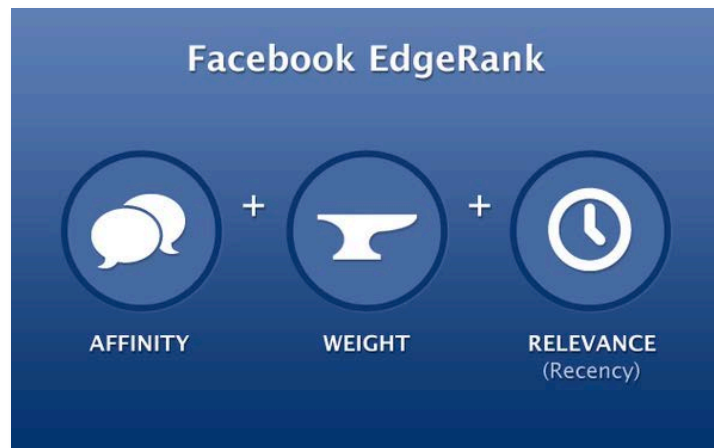 Facebook EdgeRank
+ +
AFFINITY WEIGHT RELEVANCE
(Recency)